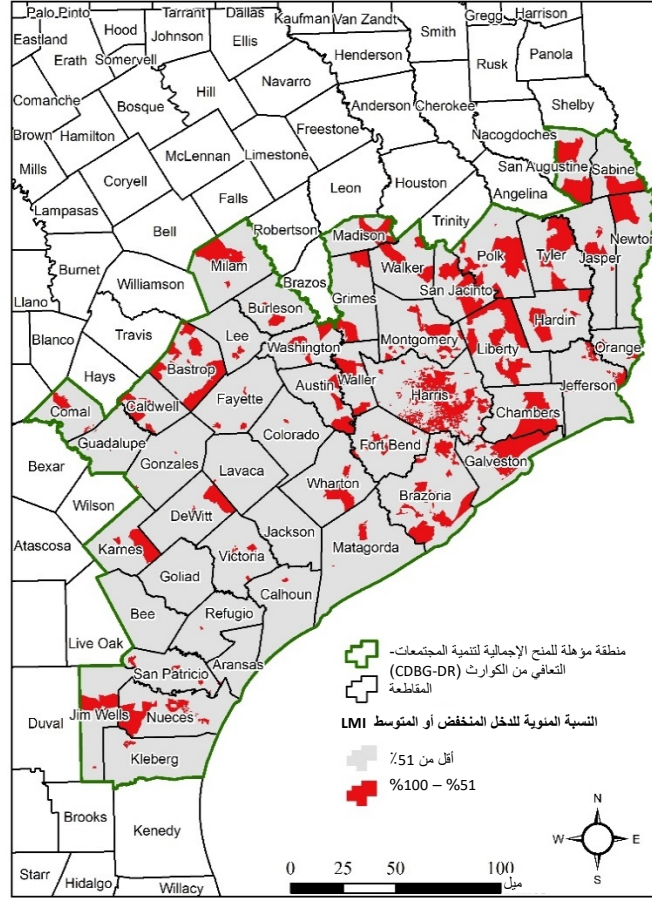 Palo Pinto Tarrant Dallas Kaufman Van Zandt Gregg Harrison
Eastland Hood Johnson Ellis Smith
Erath Somervell Henderson Rusk Panola
Comanche Bosque Hill Navarro Anderson Cherokee Shelby
Brown Hamilton Freestone Nacogdoches
Mills McLennan Limestone San Augustine Sabine
Coryell Leon Houston Angelina
Lampasas Falls Trinity
Bell Robertson Madison Newton
Burnet Milam Walker Polk Tyler Jasper
Llano Williamson Brazos Grimes San Jacinto
Burleson Hardin
Blanco Travis Lee Washington Montgomery Liberty Orange
Hays Bastrop Austin Waller Harris Jefferson
Comal Caldwell Fayette Chambers
Guadalupe Colorado Fort Bend Galveston
Bexar Gonzales Lavaca
Wilson Wharton Brazoria
DeWitt
Atascosa Karnes Jackson Matagorda
Goliad Victoria
Bee Calhoun
Refugio
Live Oak Aransas
San Patricio
Duval Jim Wells Nueces
Kleberg
Brooks
Kenedy
Starr Hidalgo Willacy
منطقة مؤهلة للمنح الإجمالية لتنمية المجتمعات-
التعافي من الكوارث (CDBG-DR)
المقاطعة
النسبة المئوية للدخل المنخفض أو المتوسط LMI
أقل من 51٪
%51 – %100
N
W E
S
0 25 50 100
ميل